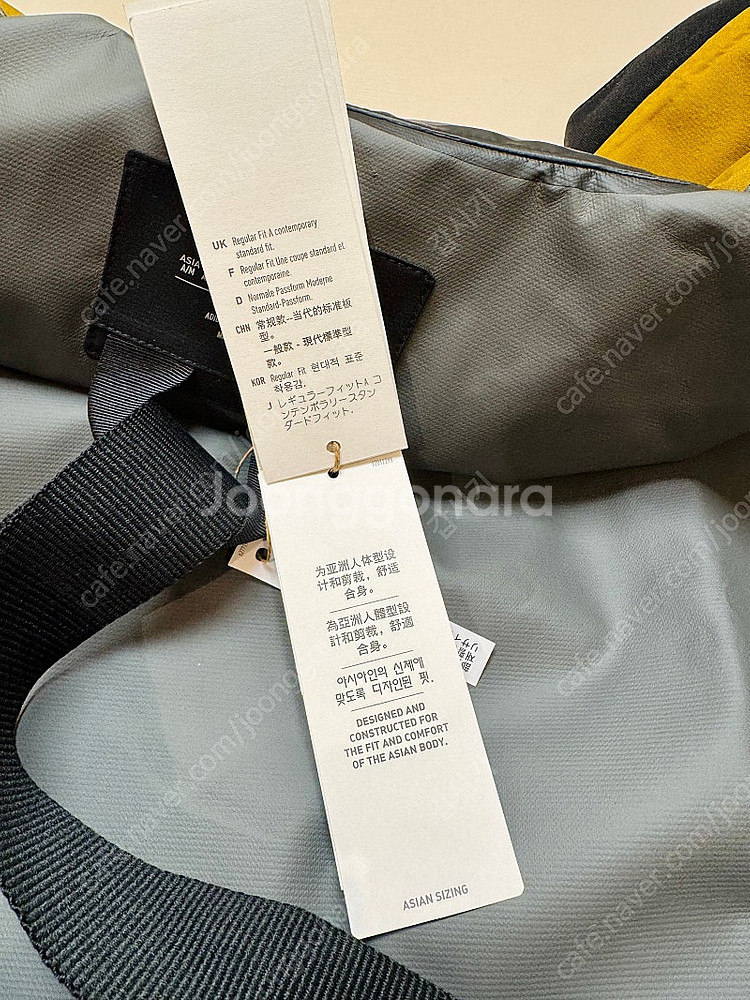 UK Regular Fit A contemporary
standard fit.
F Regular Fit Une coupe standard et
contemporaine.
D Normale Passform Moderne
Standard-Passform.
CHN 常规款--当代的标准版
型。
一般款 - 現代標準型
款。
KOR Regular Fit 현대적 표준
착용감.
J レギュラーフィットA コ
ンテンポラリースタン
ダードフィット.
ASIA
A/M
Joonggonara
为亚洲人体型设
计和剪裁，舒适
合身。
為亞洲人體型設
計和剪裁，舒適
合身。
아시아인의 신체에
맞도록 디자인된 핏.
DESIGNED AND
CONSTRUCTED FOR
THE FIT AND COMFORT
OF THE ASIAN BODY.
ASIAN SIZING
cafe.naver.com/joonggonara